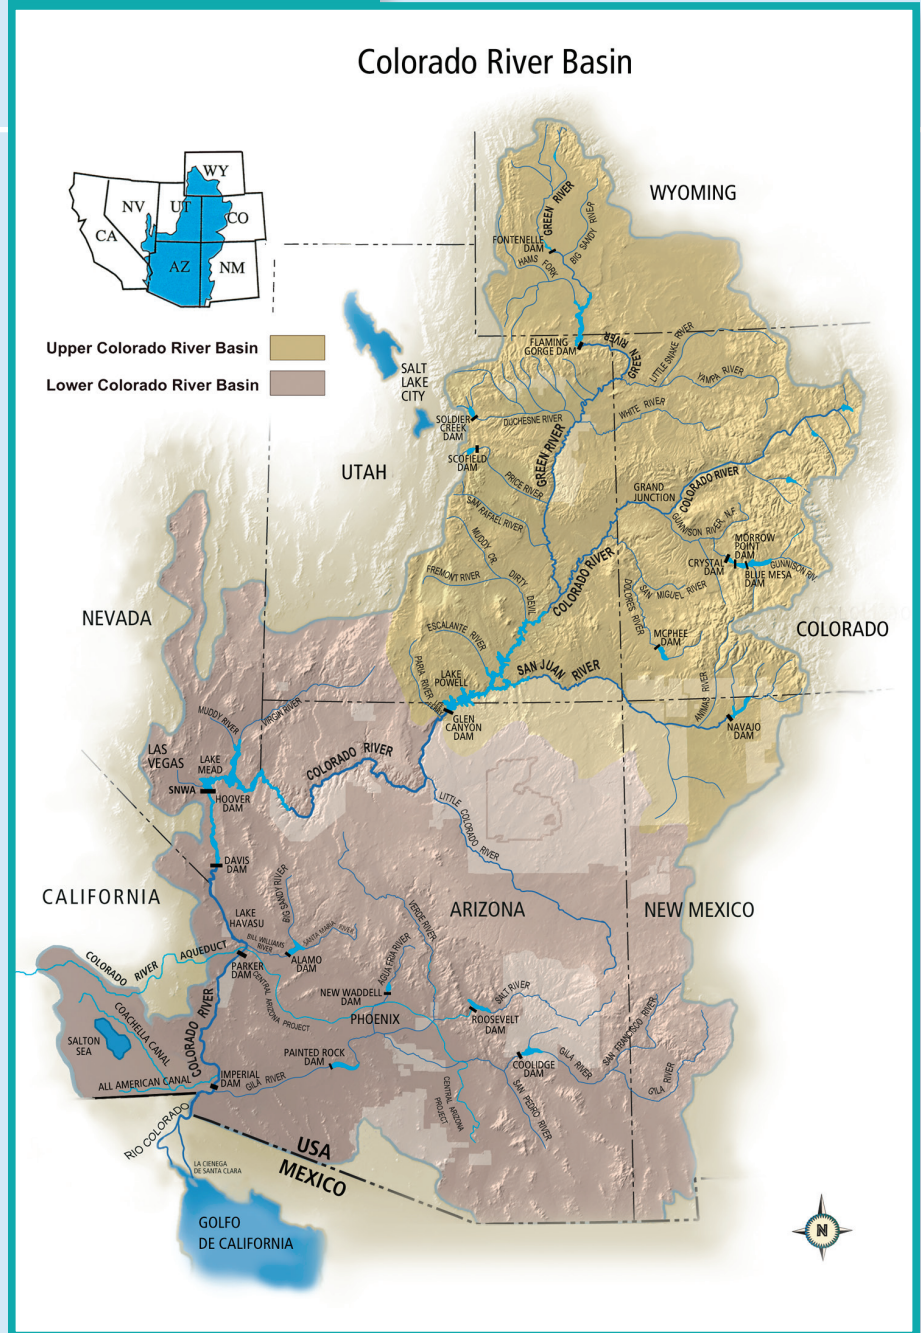 Colorado River Basin
WY
NV
UT
CO
CA
AZ
NM
WYOMING
GREEN RIVER
BIG SANDY RIVER
FONTENELLE
DAM
HAMS FORK
Upper Colorado River Basin
Lower Colorado River Basin
FLAMING
GORGE DAM
GREEN
RIVER
LITTLE SNAKE RIVER
YAMPA RIVER
WHITE RIVER
SALT
LAKE
CITY
SOLDIER
CREEK
DAM
DUCHESNE RIVER
SCOFIELD
DAM
UTAH
GREEN RIVER
PRICE RIVER
COLORADO RIVER
GRAND
JUNCTION
SAN RAFAEL RIVER
GUNNISON RIVER, N.F
MORROW
POINT
DAM
CRYSTAL
DAM
BLUE MESA
DAM
GUNNISON RIV
MUDDY CR
FREMONT RIVER
DIRTY
DEVIL
COLORADO RIVER
SAN MIGUEL RIVER
DOLORES RIVER
NEVADA
COLORADO
ESCALANTE RIVER
MCPHEE
DAM
PARIA RIVER
LAKE
POWELL
SAN JUAN RIVER
ANIMAS RIVER
NAVAJO
DAM
GLEN
CANYON
DAM
MUDDY RIVER
VIRGIN RIVER
LAS
VEGAS
LAKE
MEAD
COLORADO RIVER
SNWA
HOOVER
DAM
LITTLE COLORADO RIVER
DAVIS
DAM
CALIFORNIA
BIG SANDY RIVER
ARIZONA
NEW MEXICO
LAKE
HAVASU
VERDE RIVER
BILL WILLIAMS
RIVER
SANTA MARIA RIVER
COLORADO RIVER AQUEDUCT
PARKER
DAM
ALAMO
DAM
AGUA FRIA RIVER
CENTRAL ARIZONA PROJECT
NEW WADDELL
DAM
PHOENIX
SALT RIVER
ROOSEVELT
DAM
COACHELLA CANAL
SALTON
SEA
COLORADO RIVER
PAINTED ROCK
DAM
COOLIDGE
DAM
GILA RIVER
SAN FRANCISCO RIVER
GYLA RIVER
ALL AMERICAN CANAL
IMPERIAL
DAM
GILA RIVER
CENTRAL ARIZONA
PROJECT
SAN PEDRO RIVER
RIO COLORADO
USA
MEXICO
LA CIENEGA
DE SANTA CLARA
GOLFO
DE CALIFORNIA
N